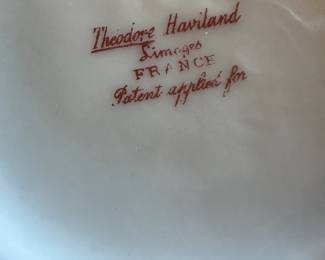 Theodore Haviland
Limoges
FRANCE
Patent applied for